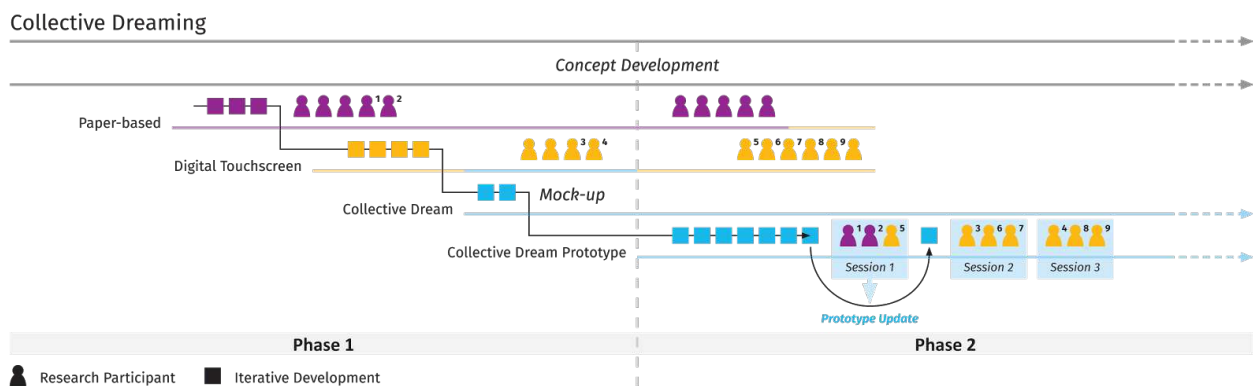 Collective Dreaming
Concept Development
1 2
Paper-based
3 4 5 6 7 8 9
Digital Touchscreen
Mock-up
Collective Dream
1 2 5 3 6 7 4 8 9
Collective Dream Prototype
Session 1 Session 2 Session 3
Prototype Update
Phase 1 Phase 2
Research Participant Iterative Development